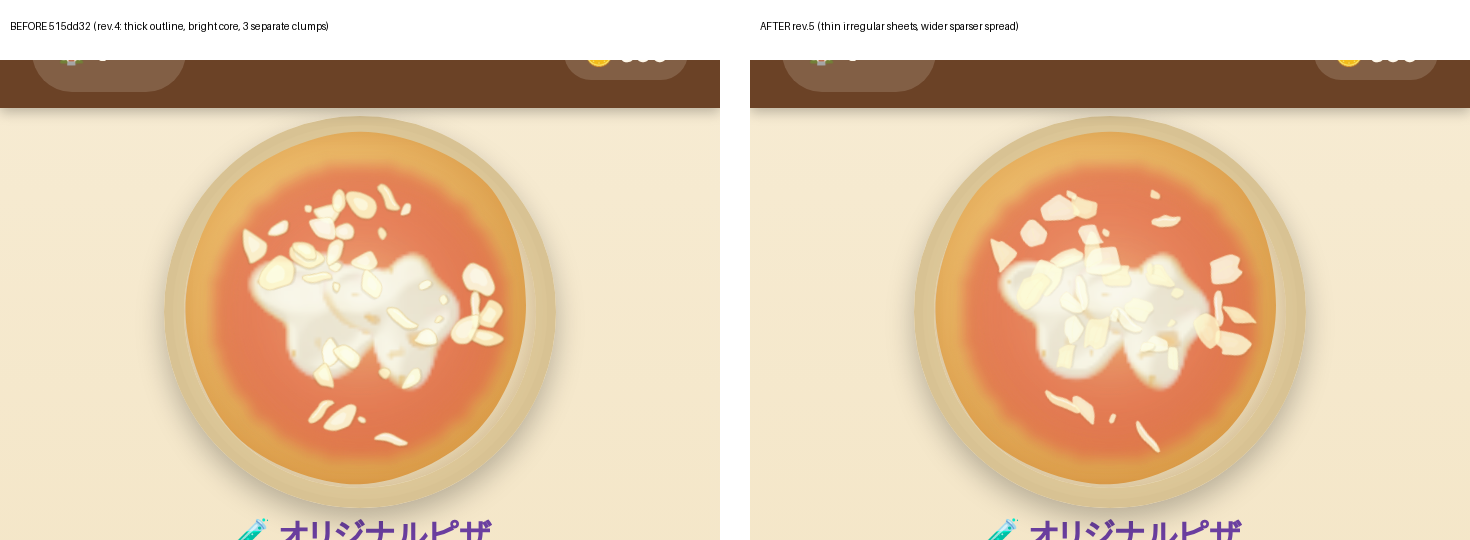 BEFORE 515dd32 (rev.4: thick outline, bright core, 3 separate clumps)
AFTER rev.5 (thin irregular sheets, wider sparser spread)
オリジナルピザ
オリジナルピザ